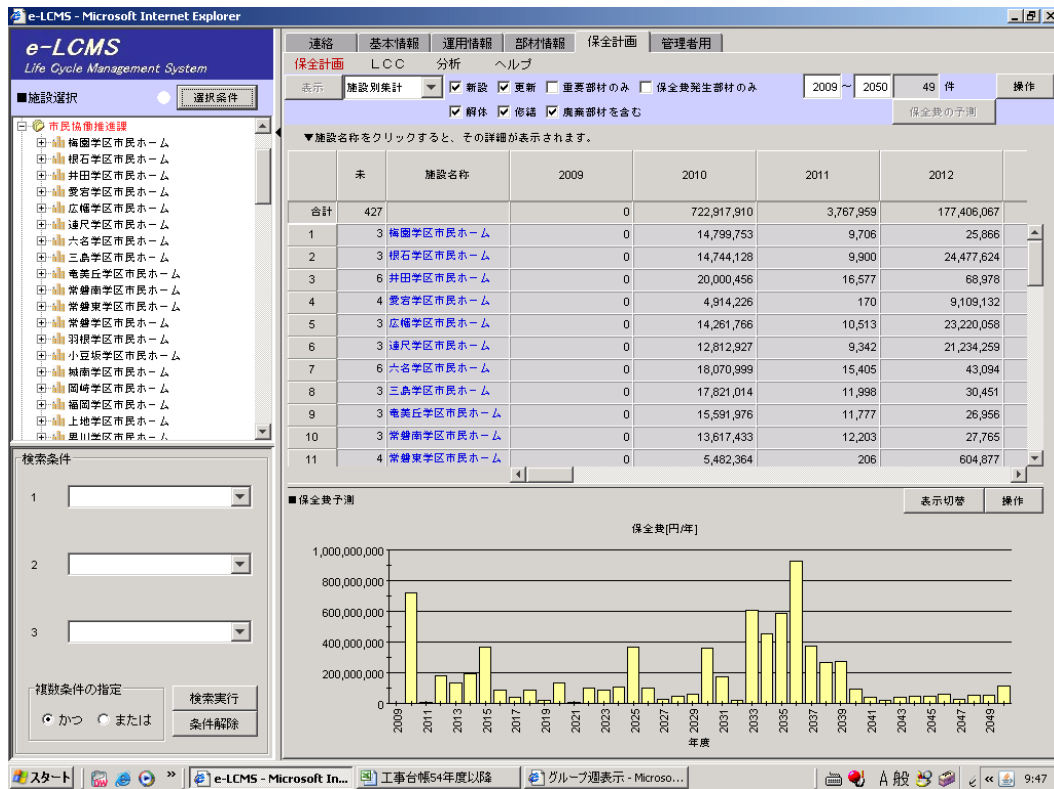 e-LCMS - Microsoft Internet Explorer
e-LCMS
Life Cycle Management System
■施設選択
選択条件
市民協働推進課
梅園学区市民ホーム
根石学区市民ホーム
井田学区市民ホーム
愛宕学区市民ホーム
広幡学区市民ホーム
連尺学区市民ホーム
六名学区市民ホーム
三島学区市民ホーム
竜美丘学区市民ホーム
常磐南学区市民ホーム
常磐東学区市民ホーム
常磐学区市民ホーム
羽根学区市民ホーム
小豆坂学区市民ホーム
城南学区市民ホーム
岡崎学区市民ホーム
福岡学区市民ホーム
上地学区市民ホーム
検索条件
1
2
3
複数条件の指定
かつ または
検索実行
条件解除
連絡 基本情報 運用情報 部材情報 保全計画 管理者用
保全計画 LCC 分析 ヘルプ
表示 施設別集計 新設 更新 重要部材のみ 保全費発生部材のみ 2009 ~ 2050 49 件 操作
解体 修繕 廃棄部材を含む 保全費の予測
▼施設名称をクリックすると、その詳細が表示されます。
未 施設名称 2009 2010 2011 2012
合計 427 0 722,917,910 3,767,959 177,406,067
1 3 梅園学区市民ホーム 0 14,799,753 9,706 25,866
2 3 根石学区市民ホーム 0 14,744,128 9,900 24,477,624
3 6 井田学区市民ホーム 0 20,000,456 16,577 68,978
4 4 愛宕学区市民ホーム 0 4,914,226 170 9,109,132
5 3 広幡学区市民ホーム 0 14,261,766 10,513 23,220,058
6 3 連尺学区市民ホーム 0 12,812,927 9,342 21,234,259
7 6 六名学区市民ホーム 0 18,070,999 15,405 43,094
8 3 三島学区市民ホーム 0 17,821,014 11,998 30,451
9 3 竜美丘学区市民ホーム 0 15,591,976 11,777 26,956
10 3 常磐南学区市民ホーム 0 13,617,433 12,203 27,765
11 4 常磐東学区市民ホーム 0 5,482,364 206 604,877
■保全費予測
表示切替 操作
保全費[円/年]
1,000,000,000
800,000,000
600,000,000
400,000,000
200,000,000
0
2009 2011 2013 2015 2017 2019 2021 2023 2025 2027 2029 2031 2033 2035 2037 2039 2041 2043 2045 2047 2049
年度
スタート » e-LCMS - Microsoft In... 工事台帳54年度以降 グループ週表示 - Microso... A 般 « 9:47